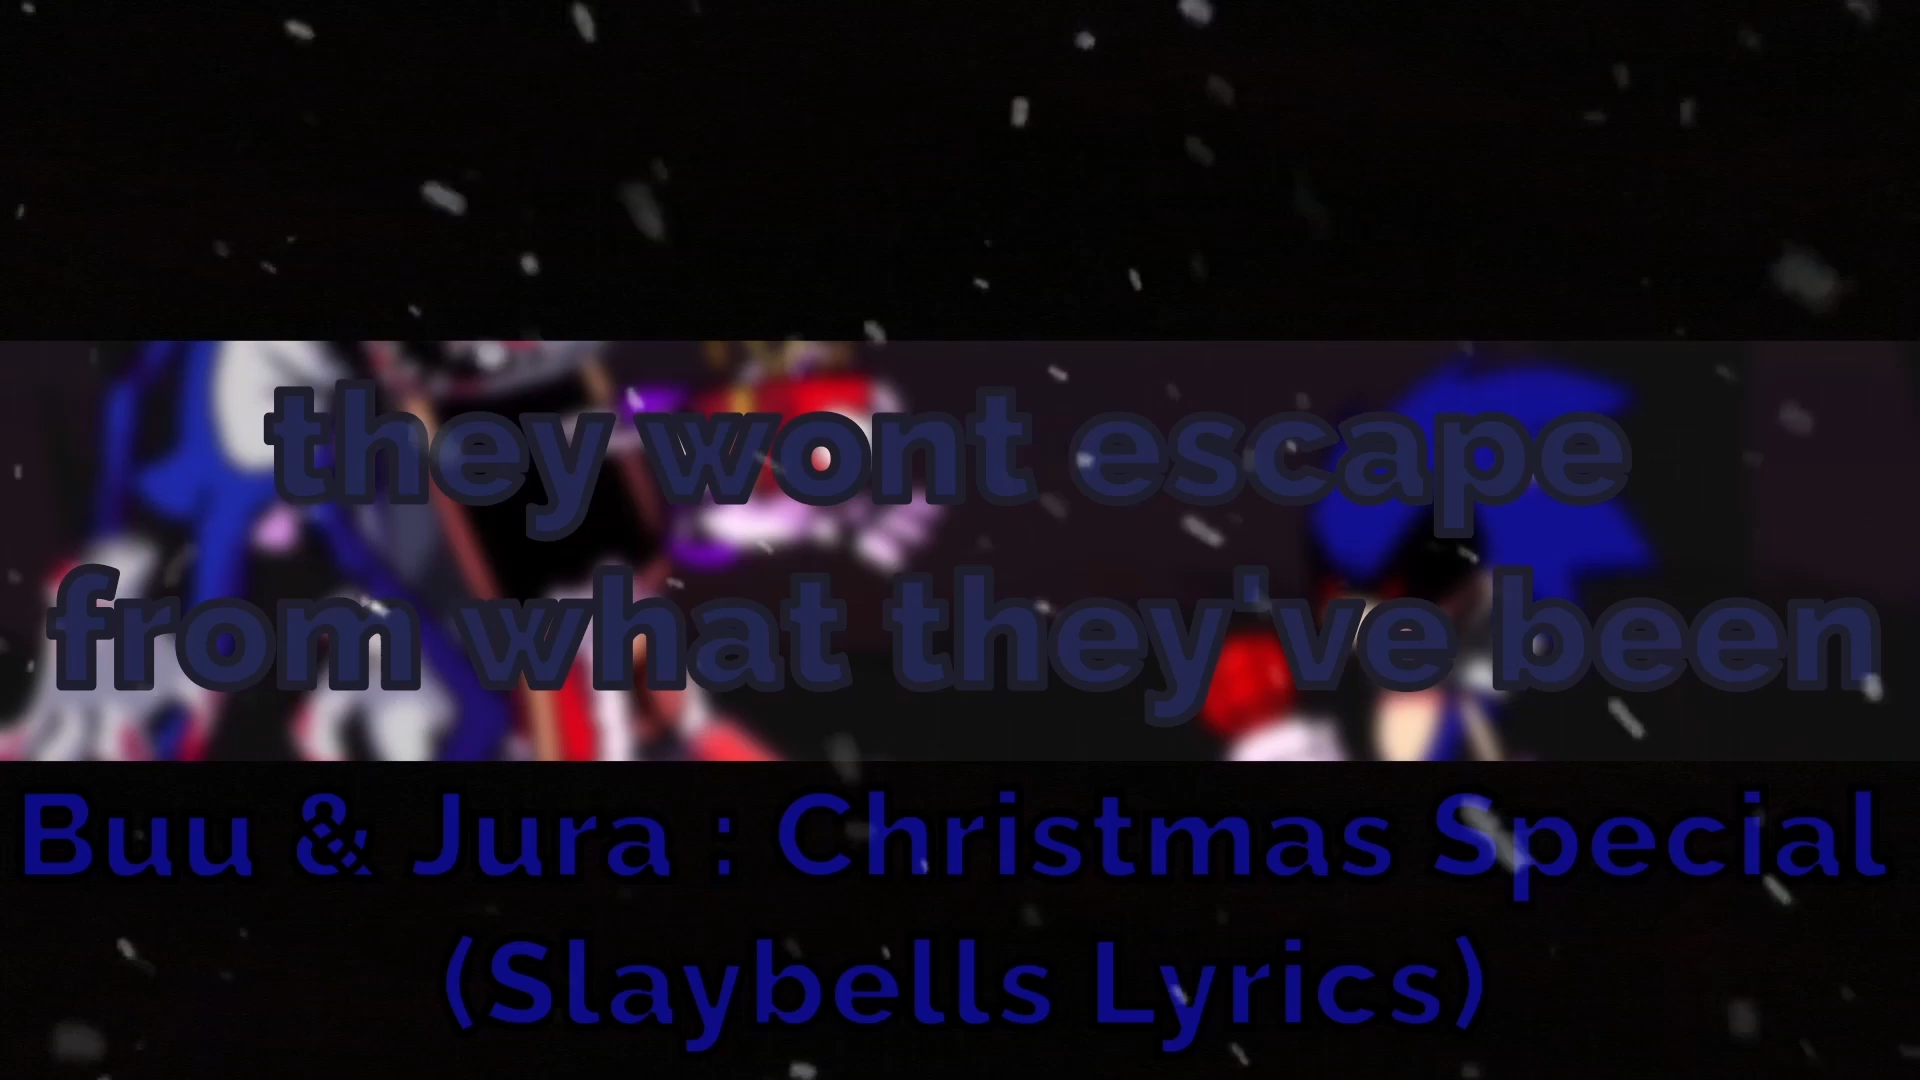 they wont escape
from what they've been
Buu & Jura : Christmas Special
(Slaybells Lyrics)